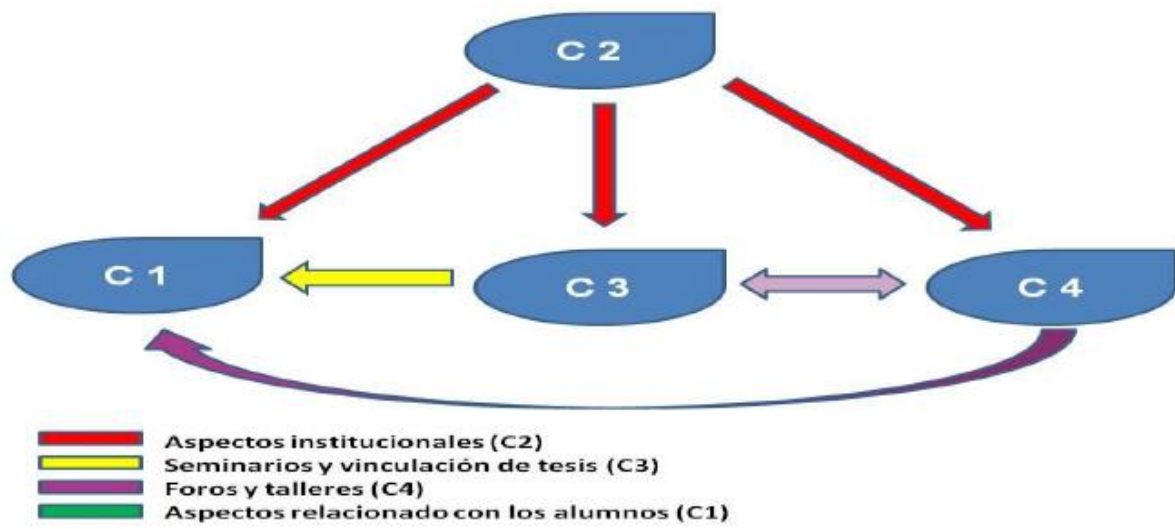 C 2
C 1
C 3
C 4
Aspectos institucionales (C2)
Seminarios y vinculación de tesis (C3)
Foros y talleres (C4)
Aspectos relacionado con los alumnos (C1)